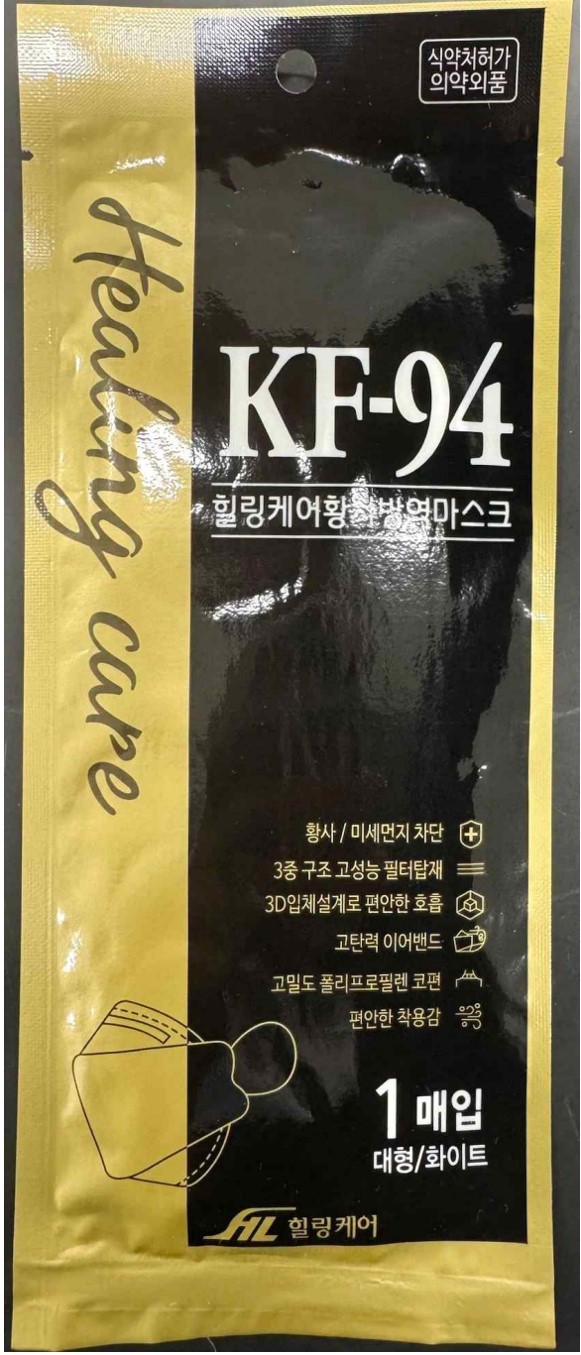 식약처허가
의약외품
Healing care
KF-94
힐링케어황사방역마스크
황사 / 미세먼지 차단
3중 구조 고성능 필터탑재
3D입체설계로 편안한 호흡
고탄력 이어밴드
고밀도 폴리프로필렌 코편
편안한 착용감
1 매입
대형/화이트
HL 힐링케어